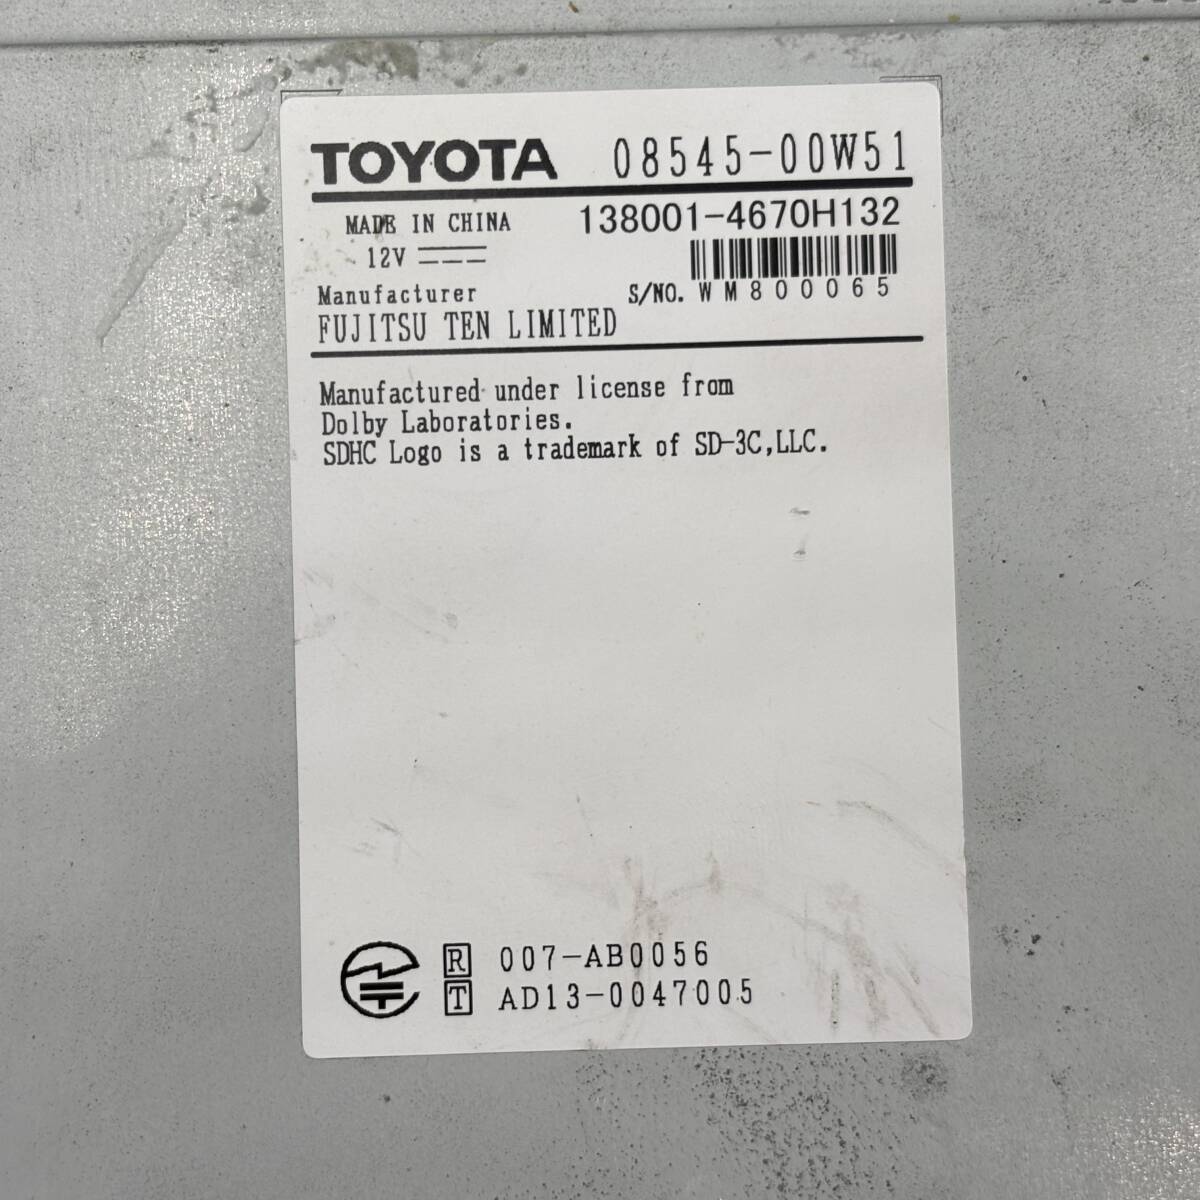 TOYOTA 08545-00W51
MADE IN CHINA 138001-4670H132
12V
Manufacturer S/NO. WM800065
FUJITSU TEN LIMITED
Manufactured under license from
Dolby Laboratories.
SDHC Logo is a trademark of SD-3C,LLC.
R 007-AB0056
T AD13-0047005